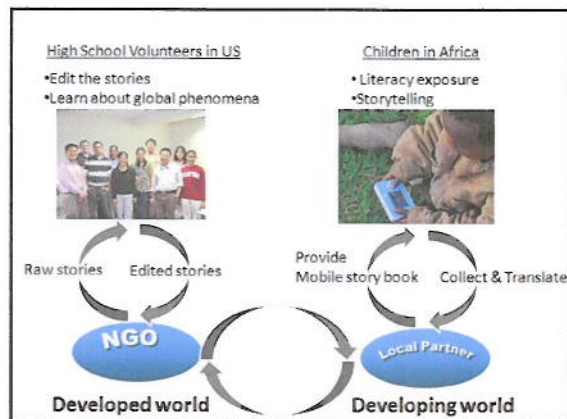 High School Volunteers in US
•Edit the stories
•Learn about global phenomena
Children in Africa
•Literacy exposure
•Storytelling
Raw stories
Edited stories
Provide
Mobile story book
Collect & Translate
NGO
Local Partner
Developed world
Developing world